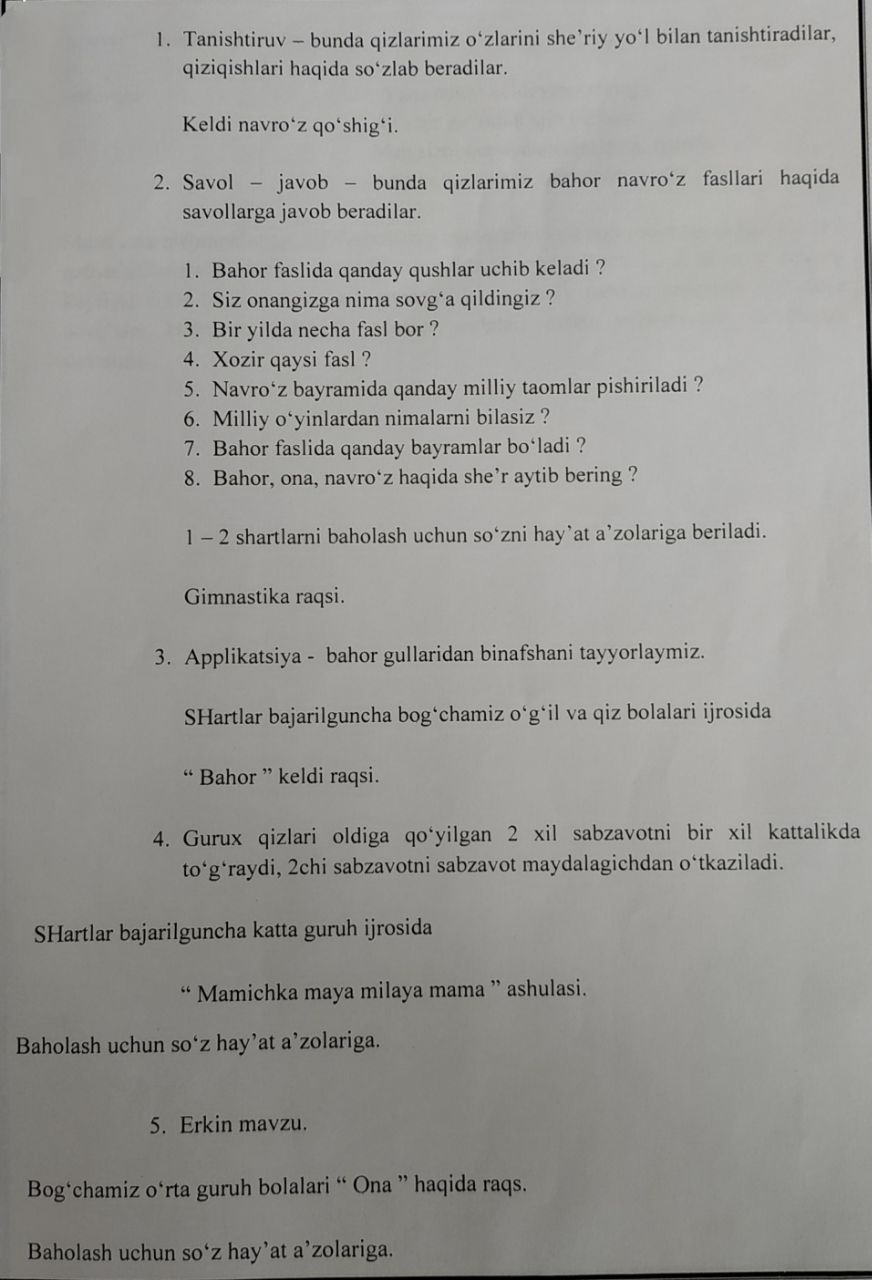 1. Tanishtiruv – bunda qizlarimiz o‘zlarini she’riy yo‘l bilan tanishtiradilar,
qiziqishlari haqida so‘zlab beradilar.
Keldi navro‘z qo‘shig‘i.
2. Savol – javob – bunda qizlarimiz bahor navro‘z fasllari haqida
savollarga javob beradilar.
1. Bahor faslida qanday qushlar uchib keladi ?
2. Siz onangizga nima sovg‘a qildingiz ?
3. Bir yilda necha fasl bor ?
4. Xozir qaysi fasl ?
5. Navro‘z bayramida qanday milliy taomlar pishiriladi ?
6. Milliy o‘yinlardan nimalarni bilasiz ?
7. Bahor faslida qanday bayramlar bo‘ladi ?
8. Bahor, ona, navro‘z haqida she’r aytib bering ?
1 – 2 shartlarni baholash uchun so‘zni hay’at a’zolariga beriladi.
Gimnastika raqsi.
3. Applikatsiya - bahor gullaridan binafshani tayyorlaymiz.
SHartlar bajarilguncha bog‘chamiz o‘g‘il va qiz bolalari ijrosida
“ Bahor ” keldi raqsi.
4. Gurux qizlari oldiga qo‘yilgan 2 xil sabzavotni bir xil kattalikda
to‘g‘raydi, 2chi sabzavotni sabzavot maydalagichdan o‘tkaziladi.
SHartlar bajarilguncha katta guruh ijrosida
“ Mamichka maya milaya mama ” ashulasi.
Baholash uchun so‘z hay’at a’zolariga.
5. Erkin mavzu.
Bog‘chamiz o‘rta guruh bolalari “ Ona ” haqida raqs.
Baholash uchun so‘z hay’at a’zolariga.